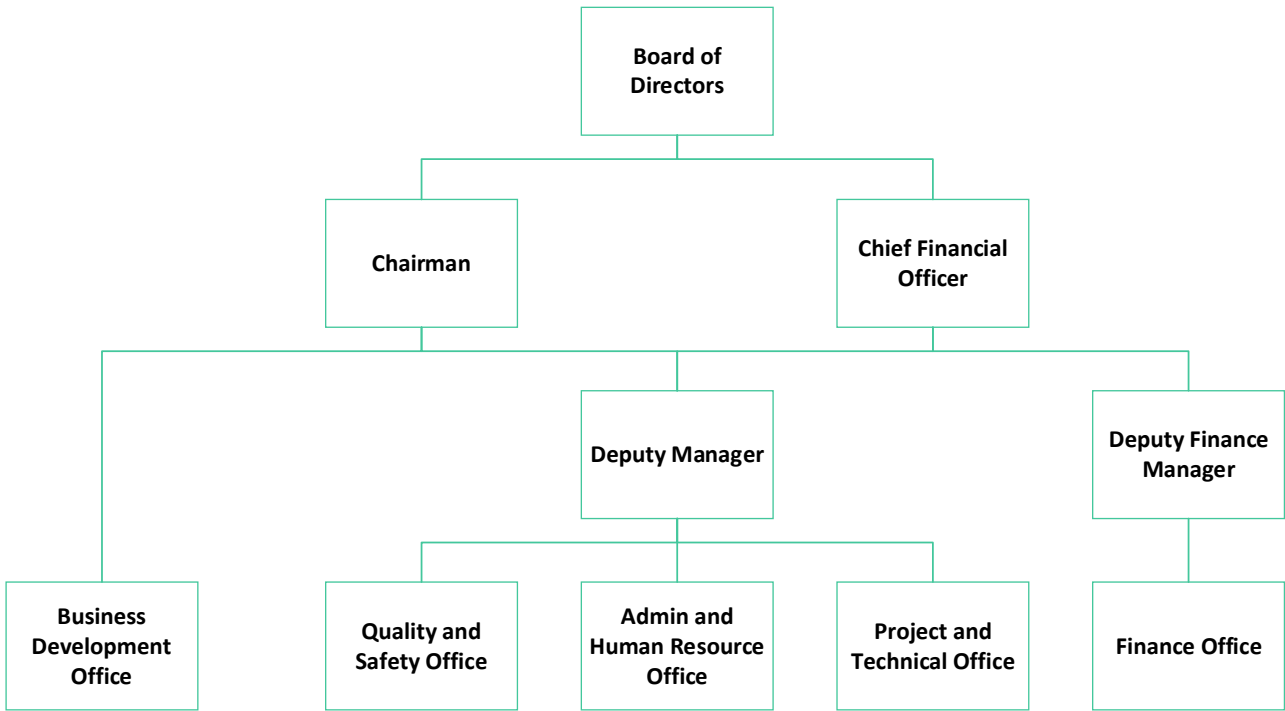 Board of
Directors
Chairman
Chief Financial
Officer
Deputy Manager
Deputy Finance
Manager
Business
Development
Office
Quality and
Safety Office
Admin and
Human Resource
Office
Project and
Technical Office
Finance Office